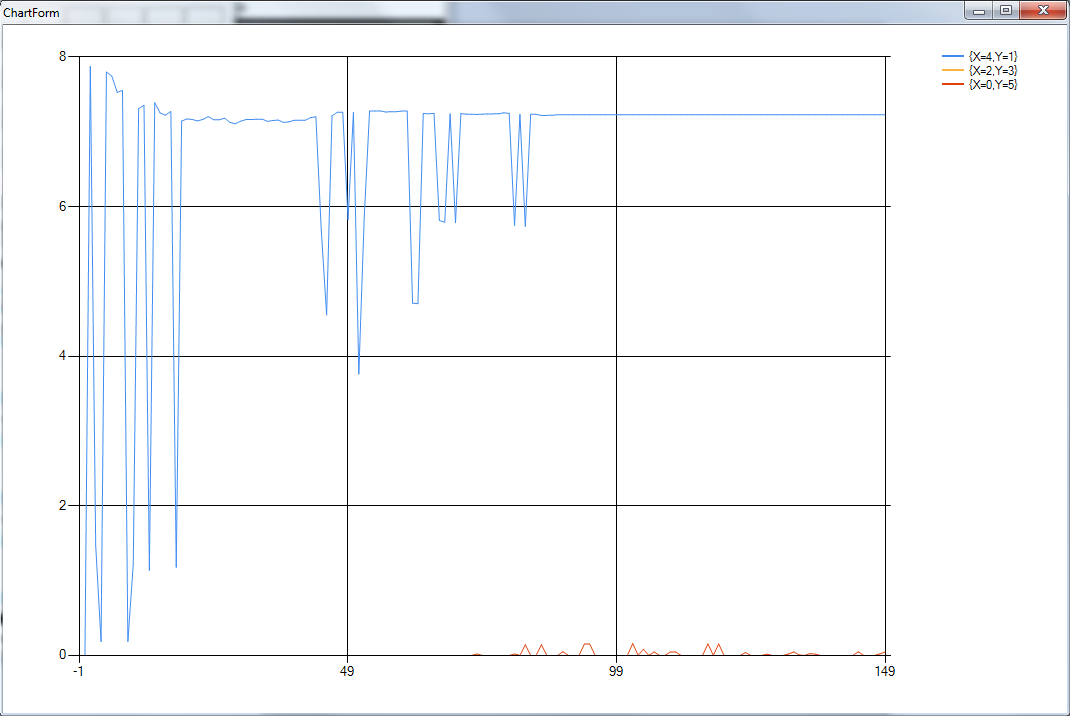 ChartForm
{X=4,Y=1}
{X=2,Y=3}
{X=0,Y=5}
8
6
4
2
0
-1 49 99 149